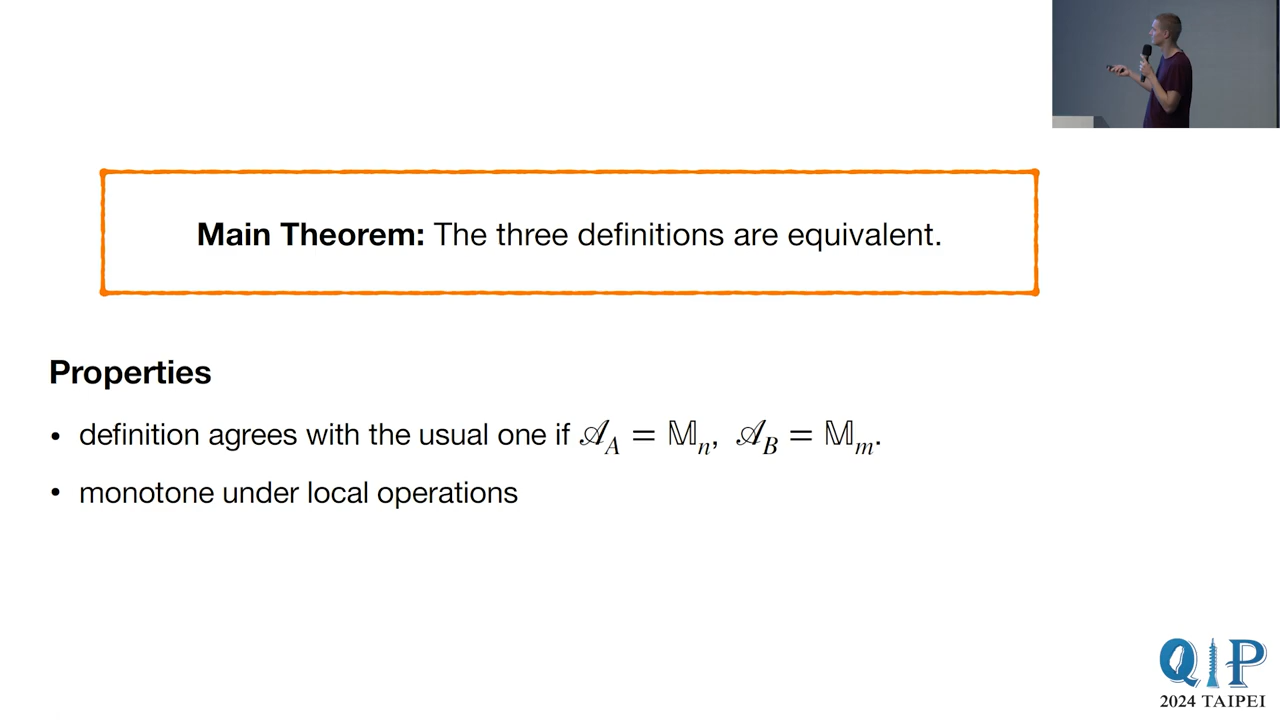 Main Theorem: The three definitions are equivalent.
Properties
• definition agrees with the usual one if 𝒜_A = 𝕄_n, 𝒜_B = 𝕄_m.
• monotone under local operations
QIP
2024 TAIPEI